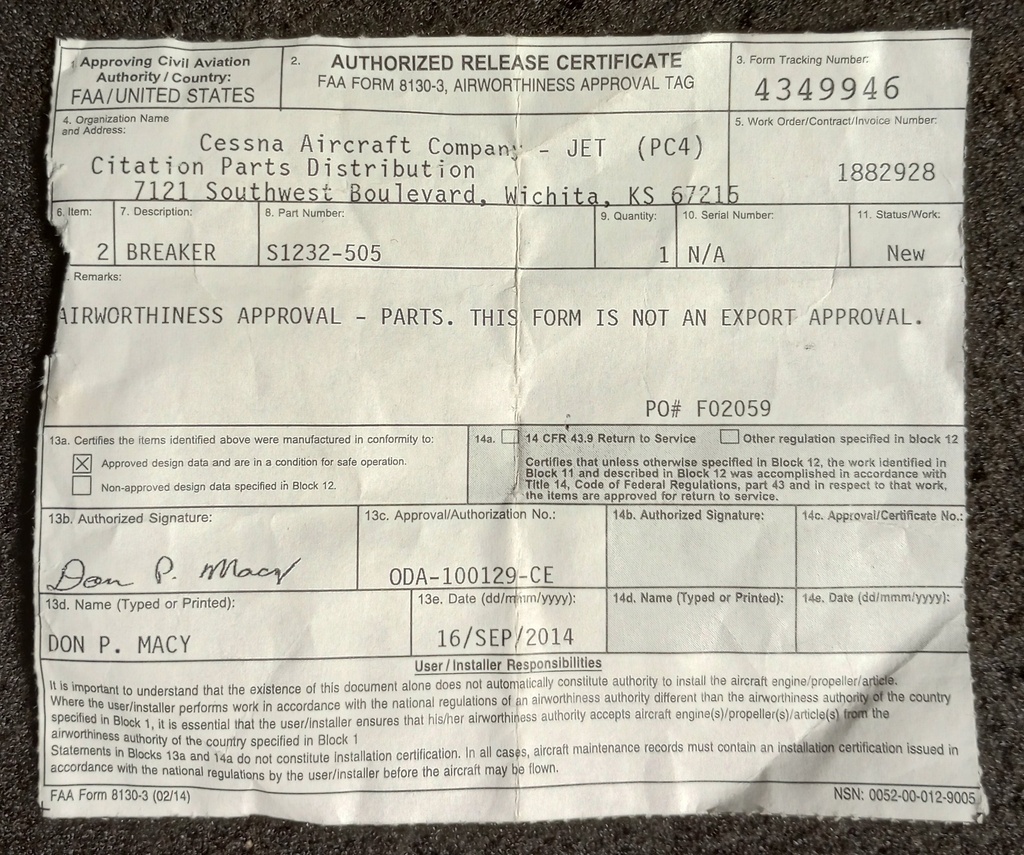 1 Approving Civil Aviation
Authority / Country:
FAA/UNITED STATES
2.
AUTHORIZED RELEASE CERTIFICATE
FAA FORM 8130-3, AIRWORTHINESS APPROVAL TAG
3. Form Tracking Number:
4349946
4. Organization Name
and Address:
Cessna Aircraft Company - JET (PC4)
Citation Parts Distribution
7121 Southwest Boulevard, Wichita, KS 67215
5. Work Order/Contract/Invoice Number:
1882928
6. Item:
2
7. Description:
BREAKER
8. Part Number:
S1232-505
9. Quantity:
1
10. Serial Number:
N/A
11. Status/Work:
New
. Remarks:
AIRWORTHINESS APPROVAL - PARTS. THIS FORM IS NOT AN EXPORT APPROVAL.
PO# F02059
13a. Certifies the items identified above were manufactured in conformity to:
Approved design data and are in a condition for safe operation.
Non-approved design data specified in Block 12.
14a. 14 CFR 43.9 Return to Service Other regulation specified in block 12
Certifies that unless otherwise specified in Block 12, the work identified in
Block 11 and described in Block 12 was accomplished in accordance with
Title 14, Code of Federal Regulations, part 43 and in respect to that work,
the items are approved for return to service.
13b. Authorized Signature:
Don P. Macy
13c. Approval/Authorization No.:
ODA-100129-CE
14b. Authorized Signature:
14c. Approval/Certificate No.:
13d. Name (Typed or Printed):
DON P. MACY
13e. Date (dd/mmm/yyyy):
16/SEP/2014
14d. Name (Typed or Printed):
14e. Date (dd/mmm/yyyy):
User/Installer Responsibilities
It is important to understand that the existence of this document alone does not automatically constitute authority to install the aircraft engine/propeller/article.
Where the user/installer performs work in accordance with the national regulations of an airworthiness authority different than the airworthiness authority of the country
specified in Block 1, it is essential that the user/installer ensures that his/her airworthiness authority accepts aircraft engine(s)/propeller(s)/article(s) from the
airworthiness authority of the country specified in Block 1
Statements in Blocks 13a and 14a do not constitute installation certification. In all cases, aircraft maintenance records must contain an installation certification issued in
accordance with the national regulations by the user/installer before the aircraft may be flown.
FAA Form 8130-3 (02/14)
NSN: 0052-00-012-9005